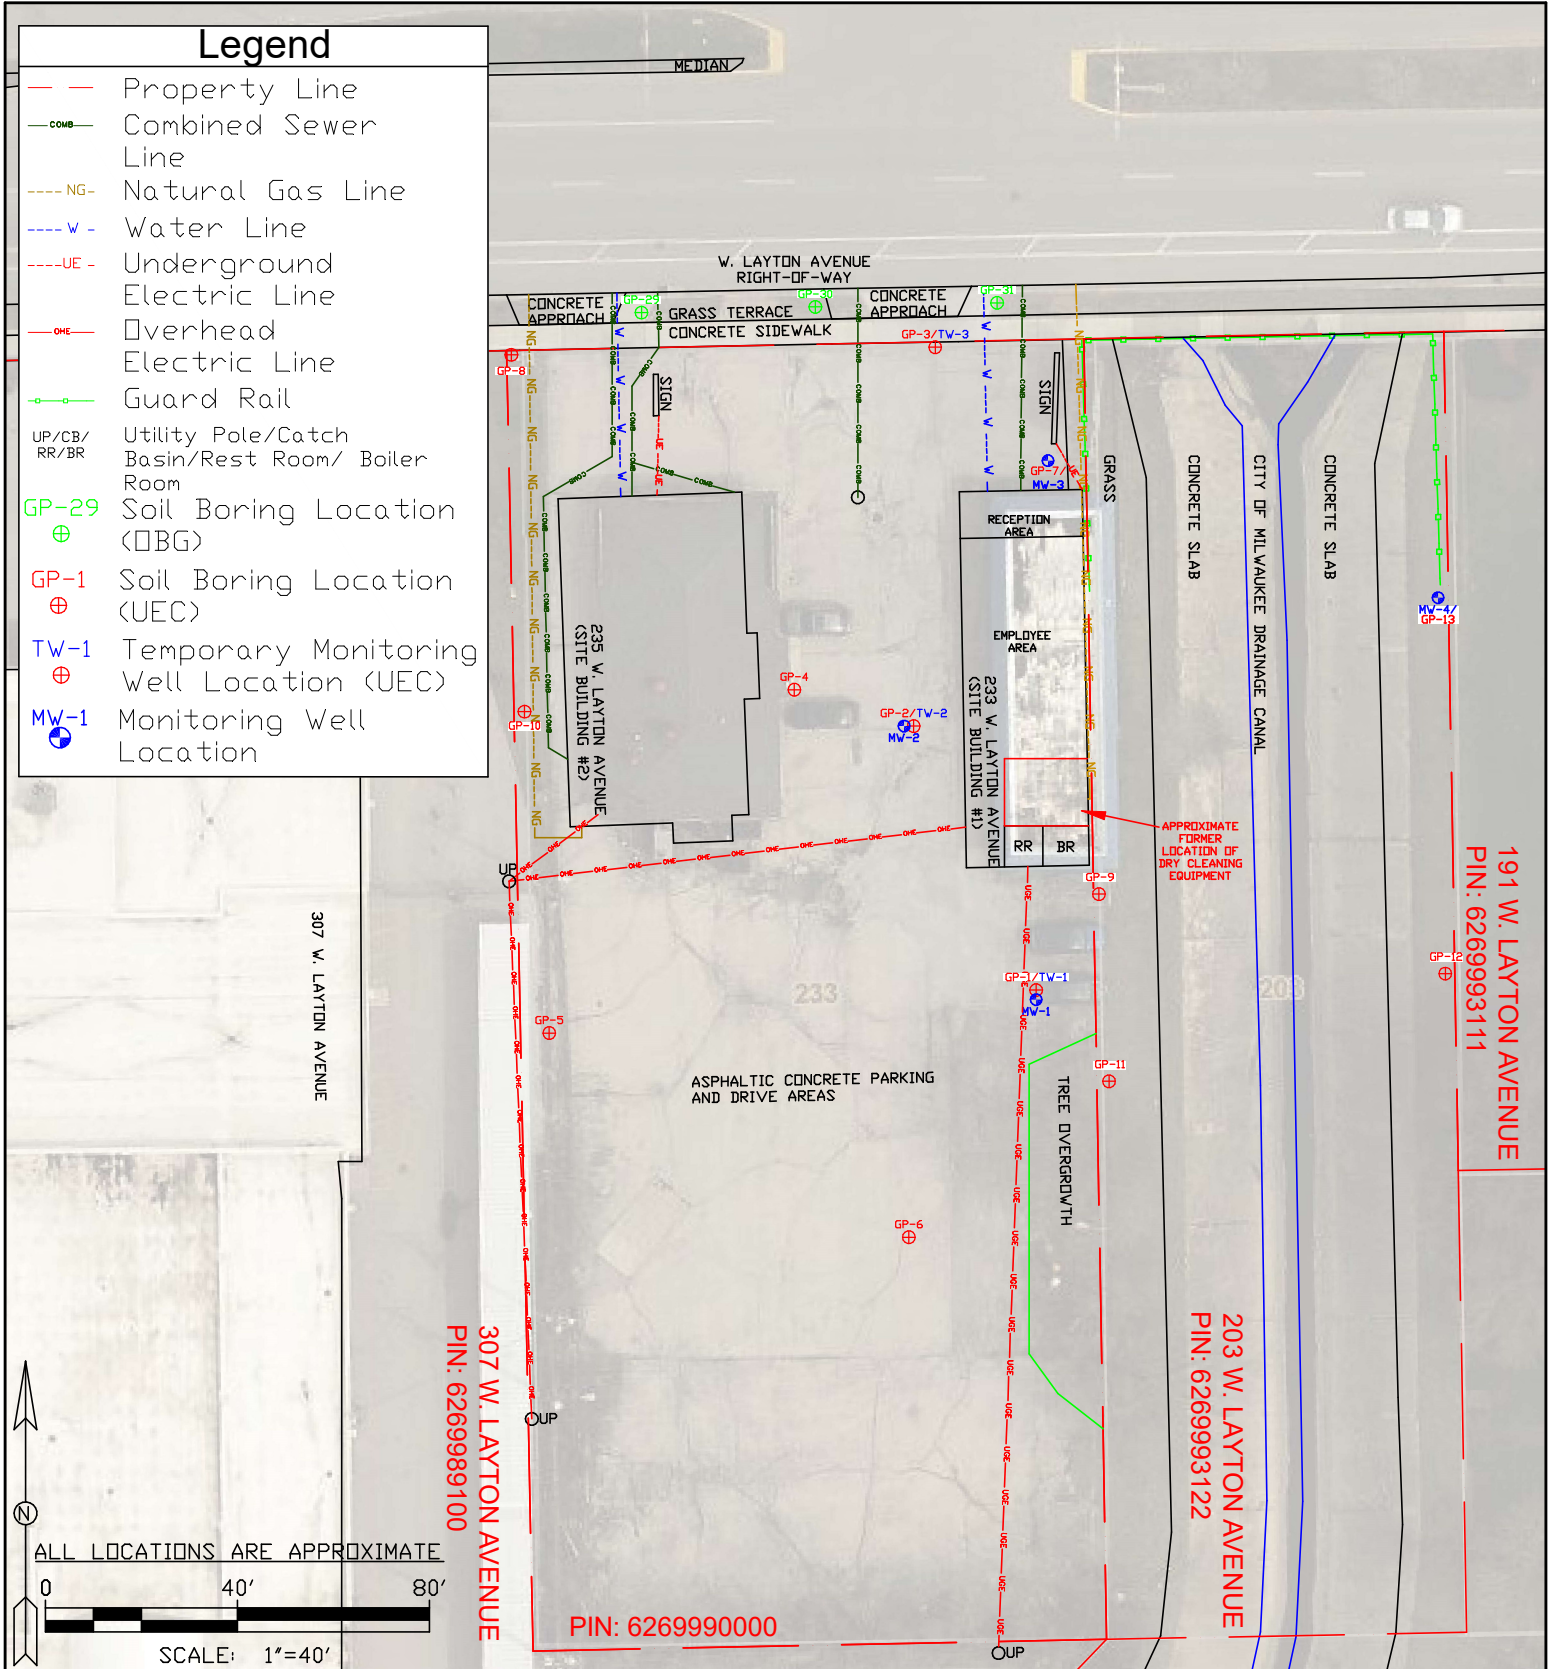 Legend
Property Line
COMB
Combined Sewer
Line
NG
Natural Gas Line
W
Water Line
UE
Underground
Electric Line
OHE
Overhead
Electric Line
Guard Rail
UP/CB/
RR/BR
Utility Pole/Catch
Basin/Rest Room/ Boiler
Room
GP-29
Soil Boring Location
(OBG)
GP-1
Soil Boring Location
(UEC)
TW-1
Temporary Monitoring
Well Location (UEC)
MW-1
Monitoring Well
Location
MEDIAN
W. LAYTON AVENUE
RIGHT-OF-WAY
CONCRETE
APPROACH
GP-29
GRASS TERRACE
GP-30
CONCRETE
APPROACH
GP-31
CONCRETE SIDEWALK
GP-3/TW-3
GP-8
SIGN
SIGN
UE
UE
GP-7/
MW-3
GRASS
CONCRETE SLAB
CITY OF MILWAUKEE DRAINAGE CANAL
CONCRETE SLAB
RECEPTION
AREA
EMPLOYEE
AREA
MW-4/
GP-13
235 W. LAYTON AVENUE
(SITE BUILDING #2)
GP-4
GP-2/TW-2
MW-2
233 W. LAYTON AVENUE
(SITE BUILDING #1)
GP-10
APPROXIMATE
FORMER
LOCATION OF
DRY CLEANING
EQUIPMENT
RR
BR
UP
GP-9
191 W. LAYTON AVENUE
PIN: 6269993111
307 W. LAYTON AVENUE
GP-12
GP-1/TW-1
MW-1
233
203
GP-5
GP-11
ASPHALTIC CONCRETE PARKING
AND DRIVE AREAS
TREE OVERGROWTH
GP-6
307 W. LAYTON AVENUE
PIN: 6269989100
203 W. LAYTON AVENUE
PIN: 6269993122
UP
N
ALL LOCATIONS ARE APPROXIMATE
0 40' 80'
SCALE: 1"=40'
PIN: 6269990000
UP